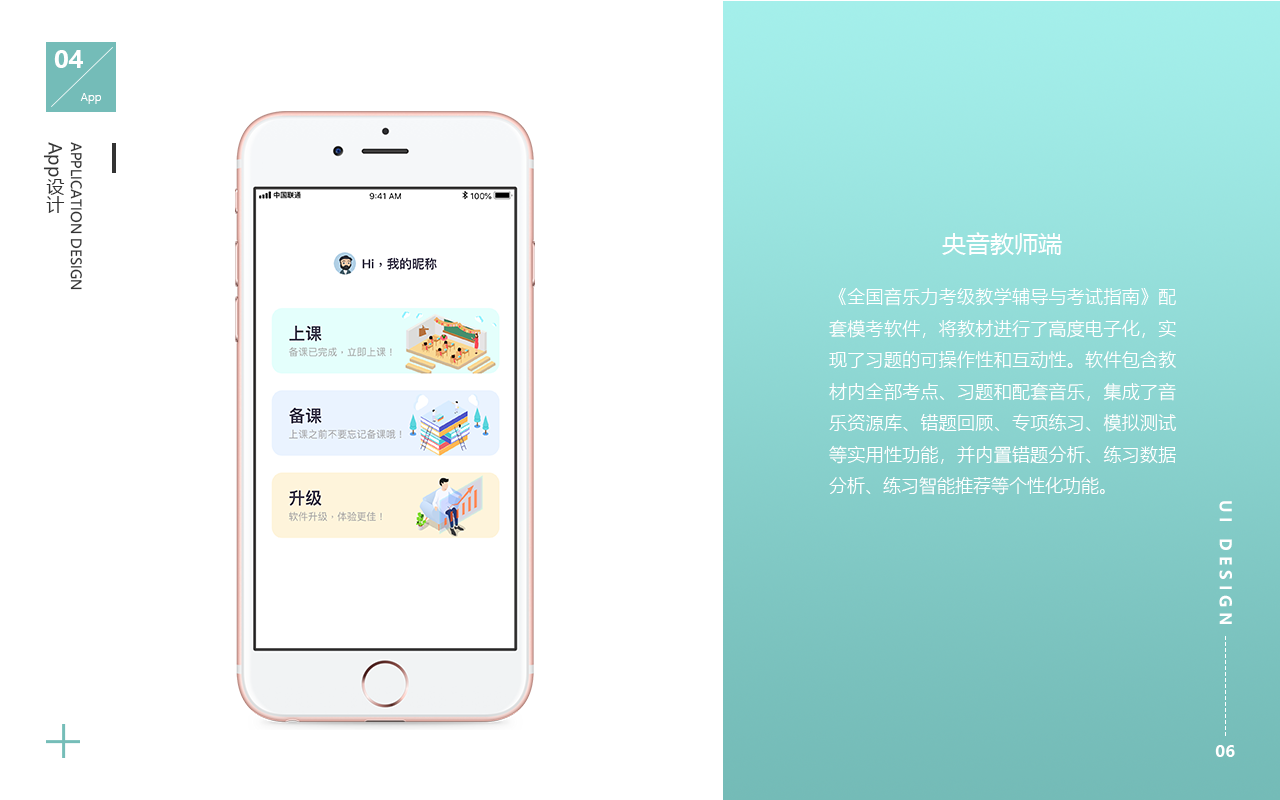 04
App
APPLICATION DESIGN
App设计
中国联通
9:41 AM
100%
Hi，我的昵称
上课
备课已完成，立即上课！
备课
上课之前不要忘记备课哦！
升级
软件升级，体验更佳！
央音教师端
《全国音乐力考级教学辅导与考试指南》配
套模考软件，将教材进行了高度电子化，实
现了习题的可操作性和互动性。软件包含教
材内全部考点、习题和配套音乐，集成了音
乐资源库、错题回顾、专项练习、模拟测试
等实用性功能，并内置错题分析、练习数据
分析、练习智能推荐等个性化功能。
UI DESIGN
06